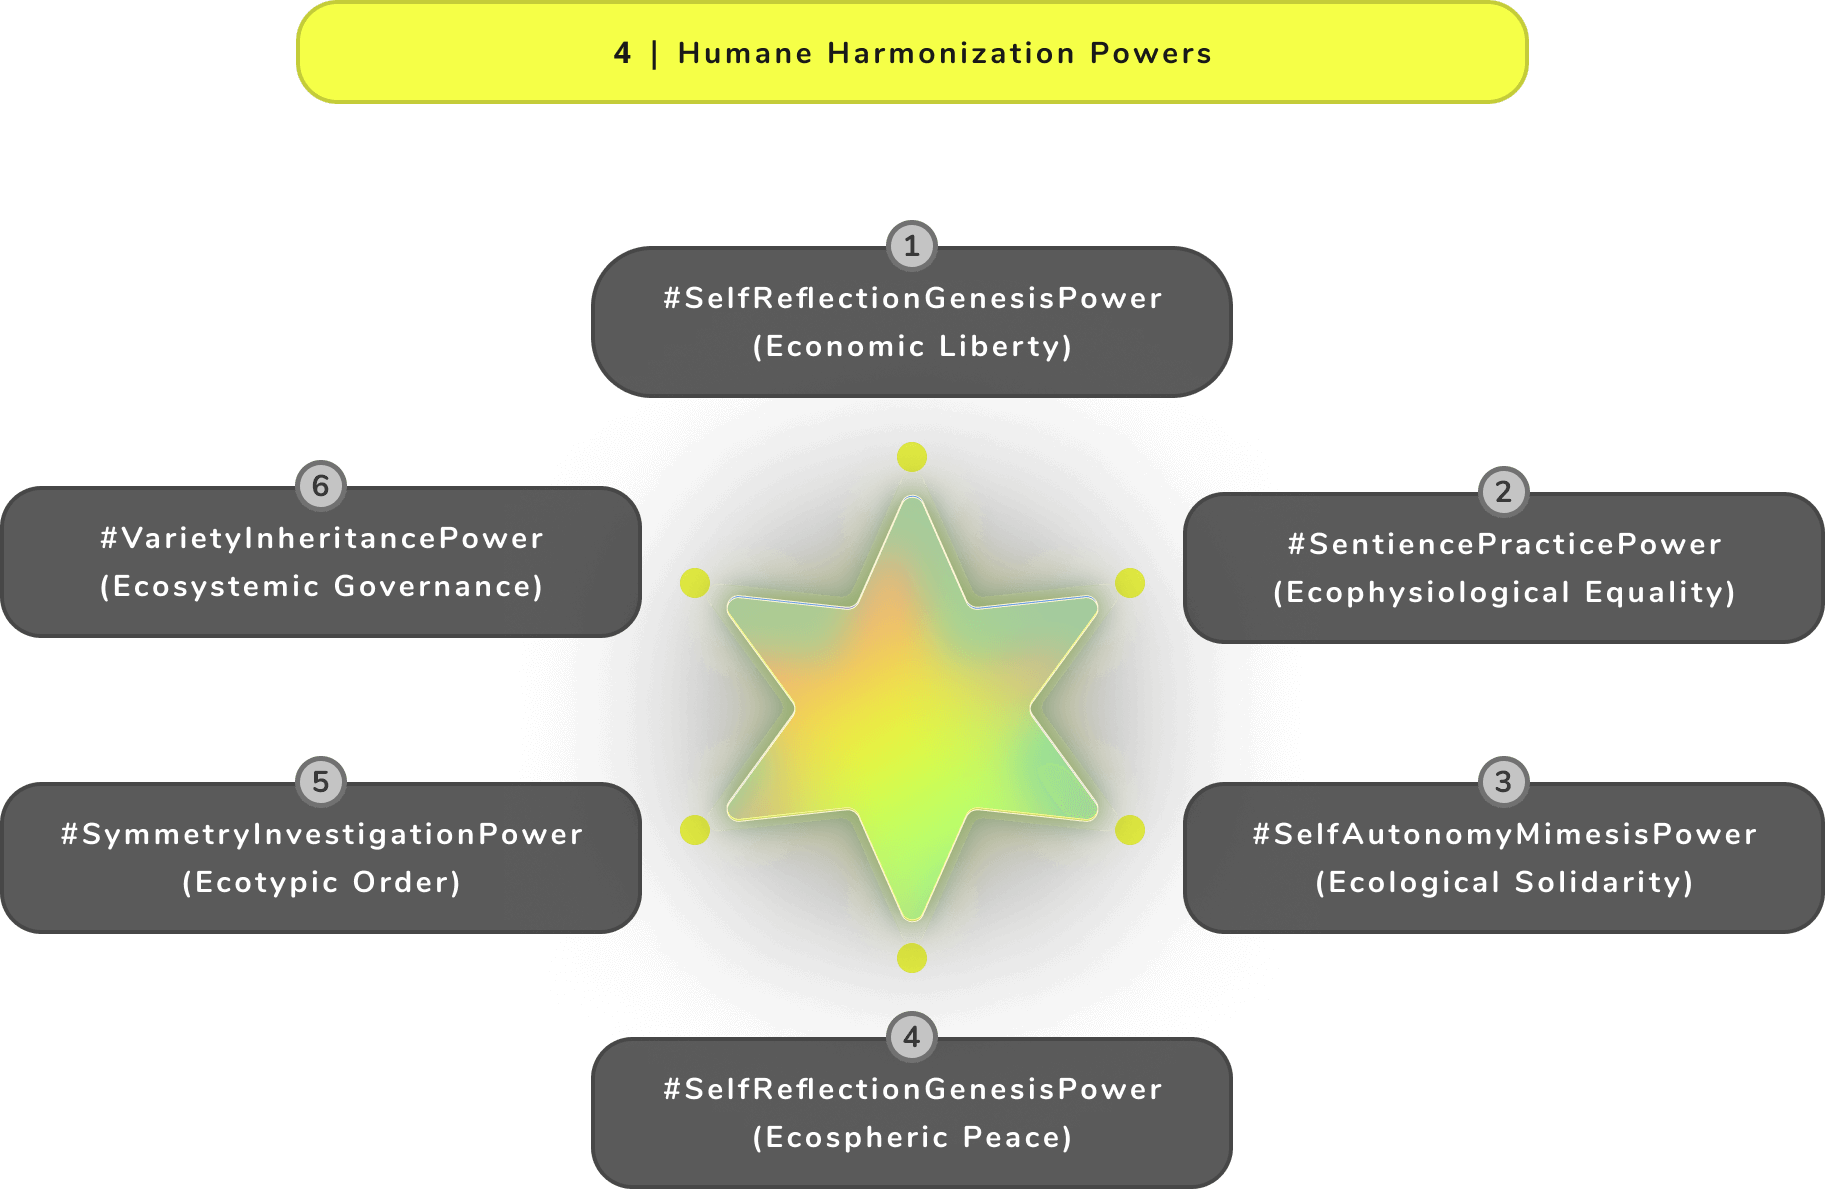 4 | Humane Harmonization Powers
1
#SelfReflectionGenesisPower
(Economic Liberty)
2
#SentiencePracticePower
(Ecophysiological Equality)
3
#SelfAutonomyMimesisPower
(Ecological Solidarity)
4
#SelfReflectionGenesisPower
(Ecospheric Peace)
5
#SymmetryInvestigationPower
(Ecotypic Order)
6
#VarietyInheritancePower
(Ecosystemic Governance)